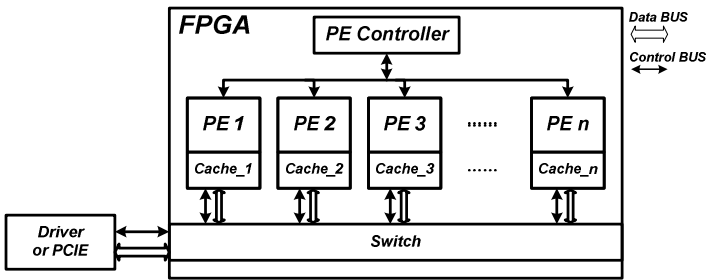 FPGA
PE Controller
Data BUS
Control BUS
PE 1
PE 2
PE 3
......
PE n
Cache_1
Cache_2
Cache_3
......
Cache_n
Driver
or PCIE
Switch